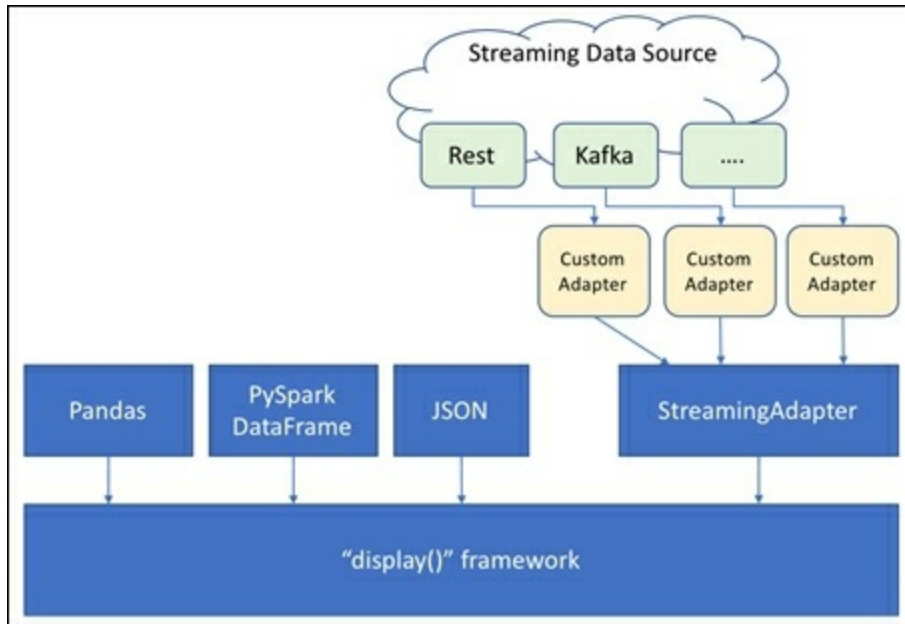 Streaming Data Source
Rest
Kafka
....
Custom
Adapter
Custom
Adapter
Custom
Adapter
Pandas
PySpark
DataFrame
JSON
StreamingAdapter
“display()” framework